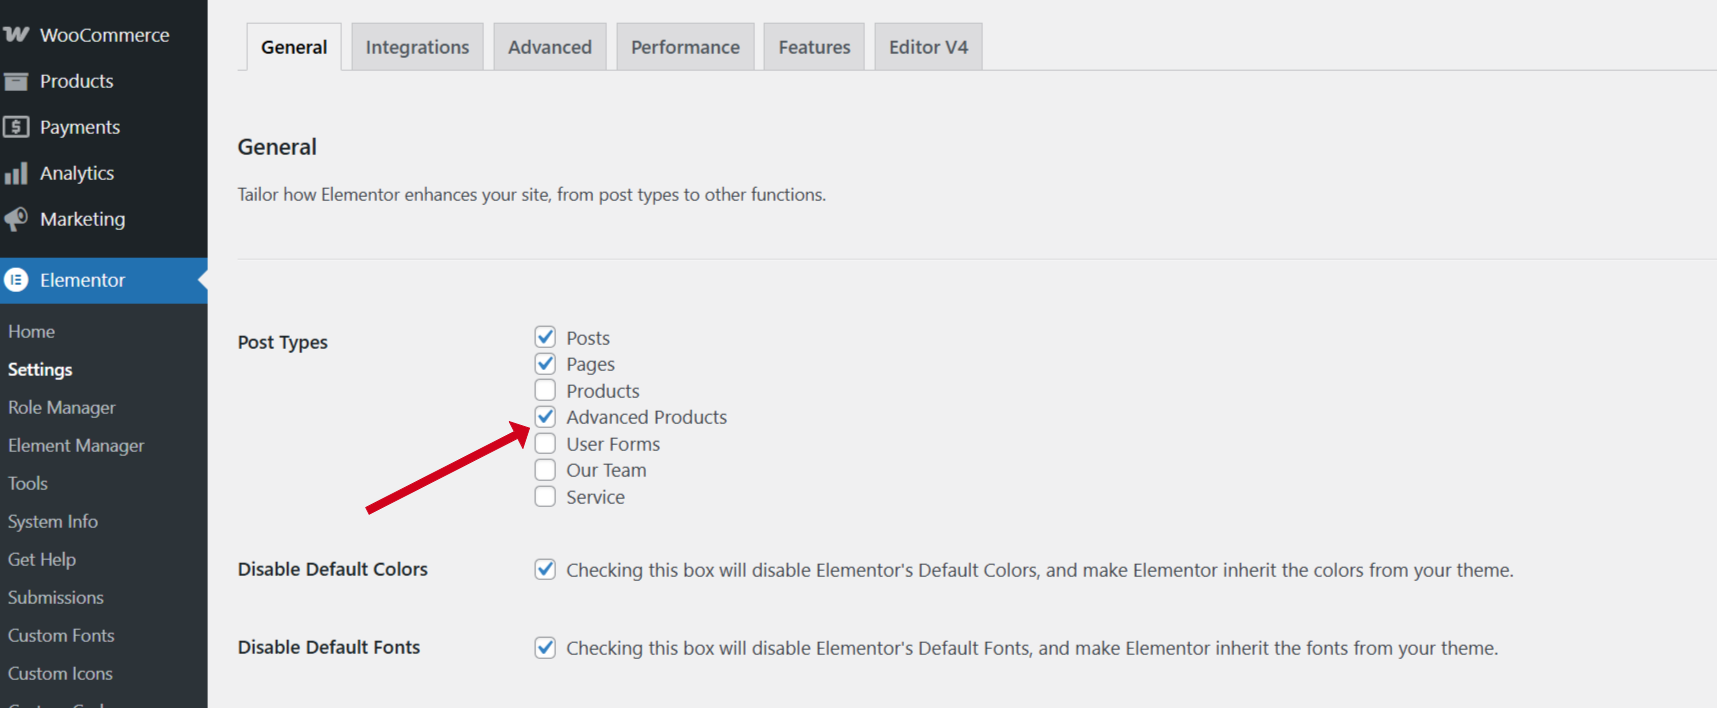 WooCommerce
Products
Payments
Analytics
Marketing
Elementor
Home
Settings
Role Manager
Element Manager
Tools
System Info
Get Help
Submissions
Custom Fonts
Custom Icons
General
Integrations
Advanced
Performance
Features
Editor V4
General
Tailor how Elementor enhances your site, from post types to other functions.
Post Types
Posts
Pages
Products
Advanced Products
User Forms
Our Team
Service
Disable Default Colors
Checking this box will disable Elementor's Default Colors, and make Elementor inherit the colors from your theme.
Disable Default Fonts
Checking this box will disable Elementor's Default Fonts, and make Elementor inherit the fonts from your theme.